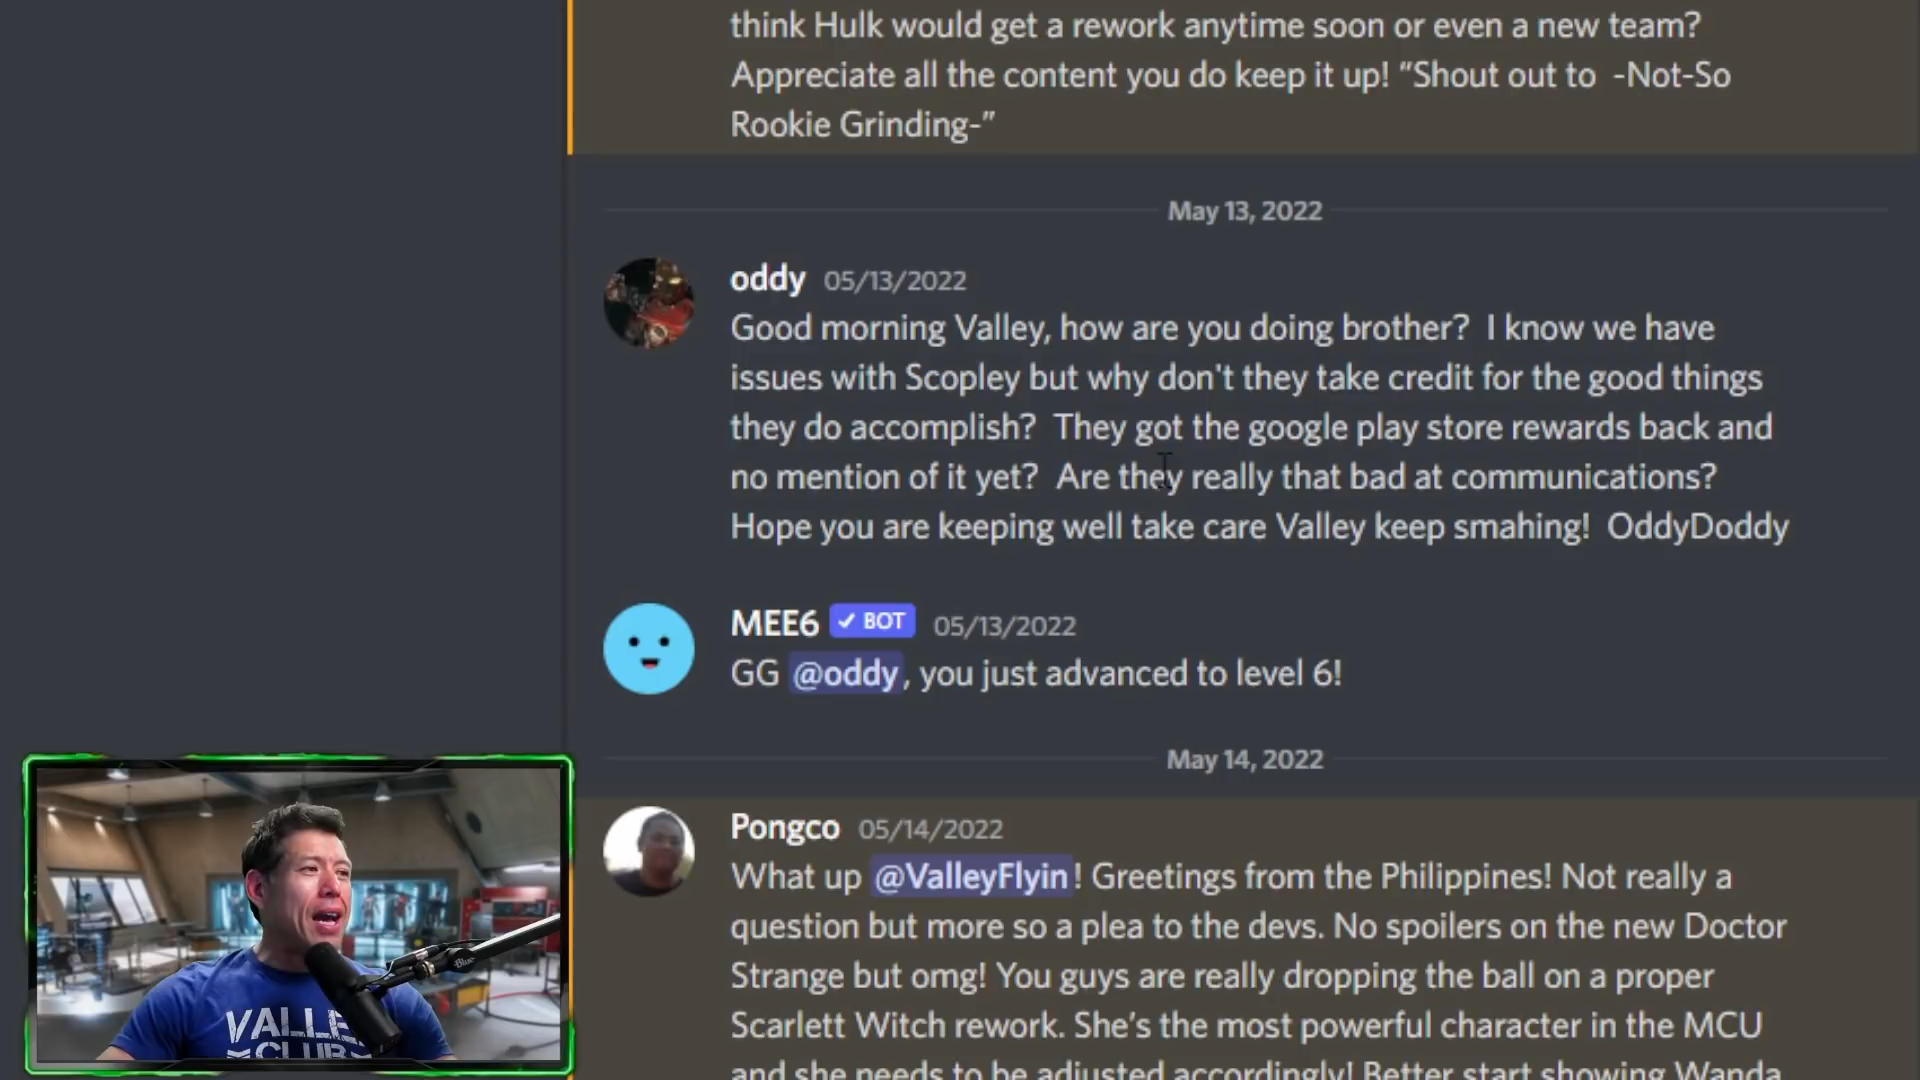 think Hulk would get a rework anytime soon or even a new team?
Appreciate all the content you do keep it up! "Shout out to -Not-So
Rookie Grinding-"
May 13, 2022
oddy 05/13/2022
Good morning Valley, how are you doing brother? I know we have
issues with Scopley but why don't they take credit for the good things
they do accomplish? They got the google play store rewards back and
no mention of it yet? Are they really that bad at communications?
Hope you are keeping well take care Valley keep smahing! OddyDoddy
MEE6 ✓ BOT 05/13/2022
GG @oddy, you just advanced to level 6!
May 14, 2022
Pongco 05/14/2022
What up @ValleyFlyin! Greetings from the Philippines! Not really a
question but more so a plea to the devs. No spoilers on the new Doctor
Strange but omg! You guys are really dropping the ball on a proper
Scarlett Witch rework. She's the most powerful character in the MCU
and she needs to be adjusted accordingly! Better start showing Wanda
Blue
VALLE
CLUB